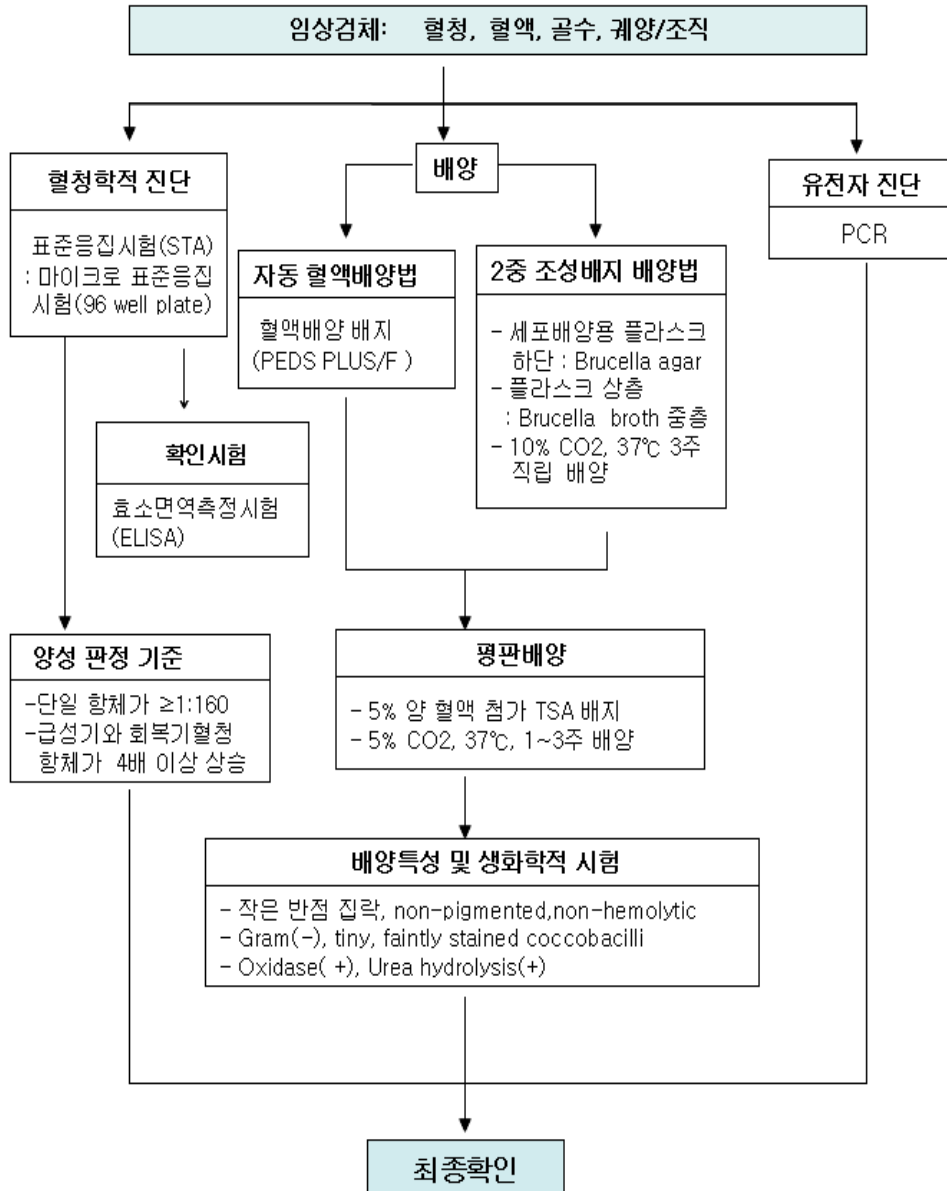 임상검체: 혈청, 혈액, 골수, 궤양/조직
혈청학적 진단
표준응집시험(STA)
: 마이크로 표준응집
시험(96 well plate)
배양
유전자 진단
PCR
자동 혈액배양법
혈액배양 배지
(PEDS PLUS/F )
2중 조성배지 배양법
- 세포배양용 플라스크
하단 : Brucella agar
- 플라스크 상층
: Brucella broth 중층
- 10% CO2, 37℃ 3주
직립 배양
확인시험
효소면역측정시험
(ELISA)
양성 판정 기준
-단일 항체가 ≥1:160
-급성기와 회복기혈청
항체가 4배 이상 상승
평판배양
- 5% 양 혈액 첨가 TSA 배지
- 5% CO2, 37℃, 1~3주 배양
배양특성 및 생화학적 시험
- 작은 반점 집락, non-pigmented,non-hemolytic
- Gram(-), tiny, faintly stained coccobacilli
- Oxidase( +), Urea hydrolysis(+)
최종확인